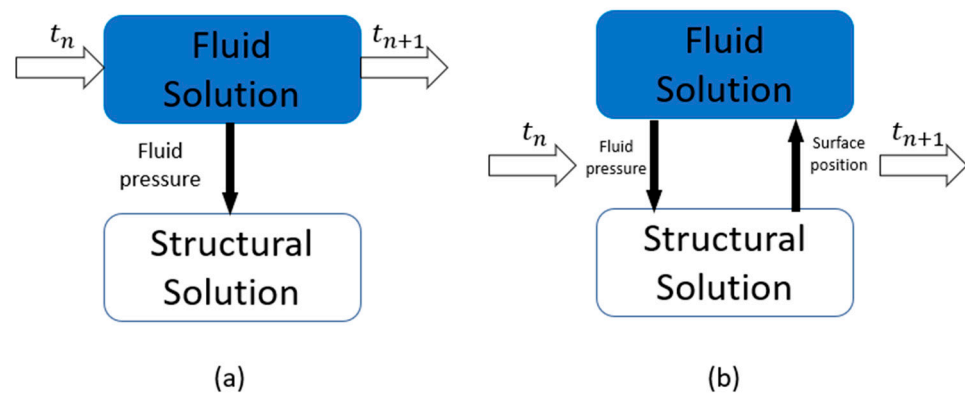 t_n
Fluid
Solution
t_{n+1}
Fluid
pressure
Structural
Solution
(a)
Fluid
Solution
t_n
Fluid
pressure
Surface
position
t_{n+1}
Structural
Solution
(b)